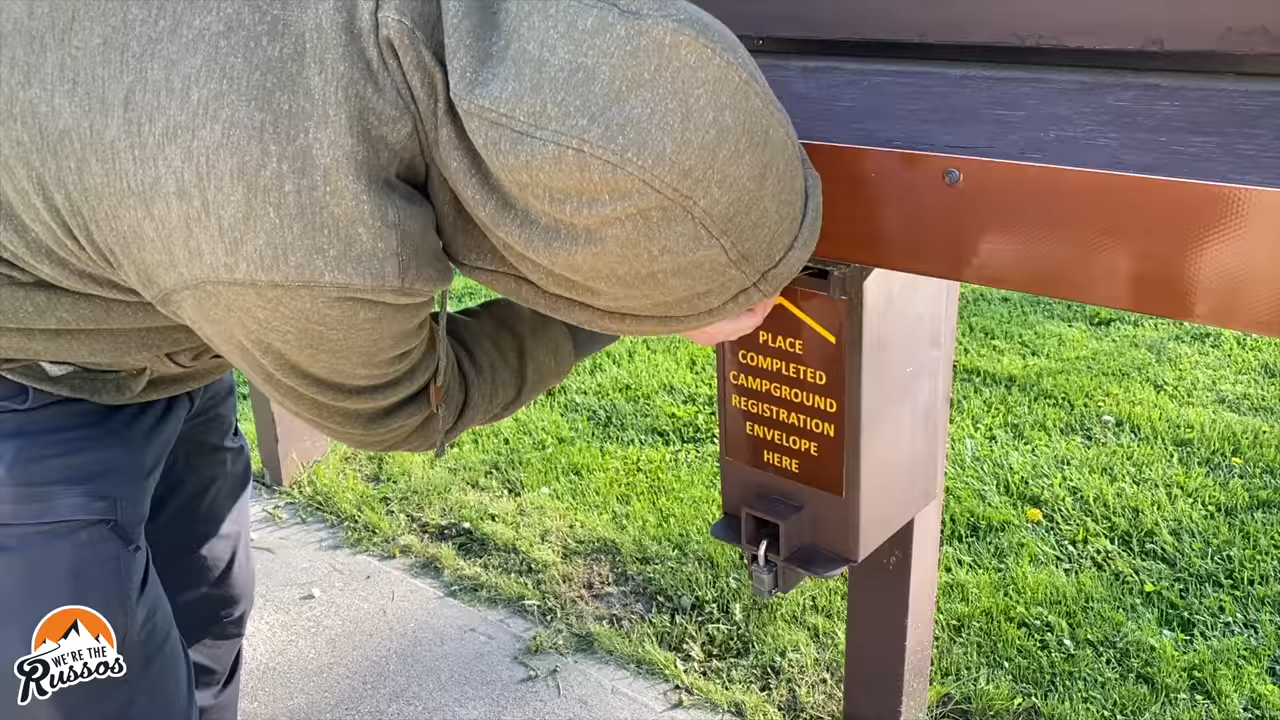 PLACE
COMPLETED
CAMPGROUND
REGISTRATION
ENVELOPE
HERE
WE'RE THE
RUSSOS